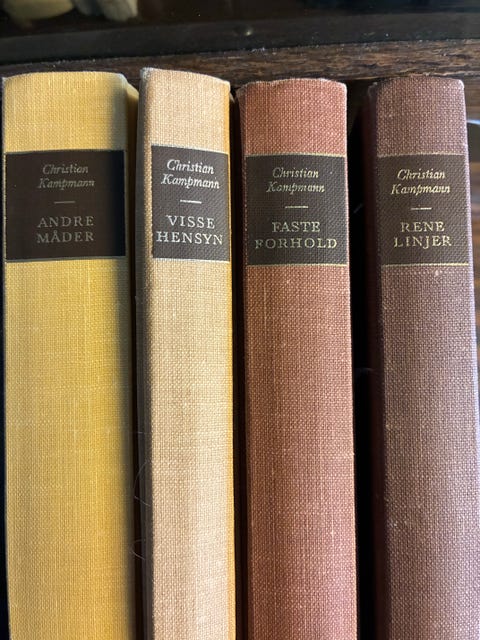 Christian
Kampmann
ANDRE
MÅDER
Christian
Kampmann
VISSE
HENSYN
Christian
Kampmann
FASTE
FORHOLD
Christian
Kampmann
RENE
LINJER